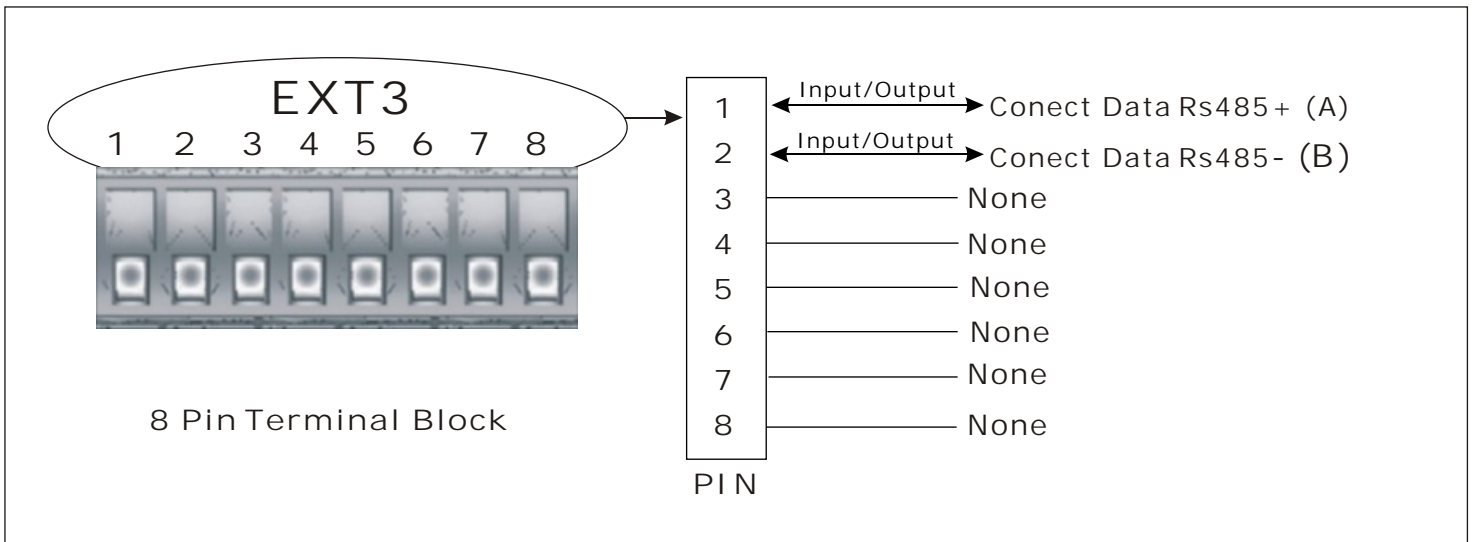 EXT3
1 2 3 4 5 6 7 8
8 Pin Terminal Block
1 Input/Output Conect Data Rs485+ (A)
2 Input/Output Conect Data Rs485- (B)
3 None
4 None
5 None
6 None
7 None
8 None
PIN